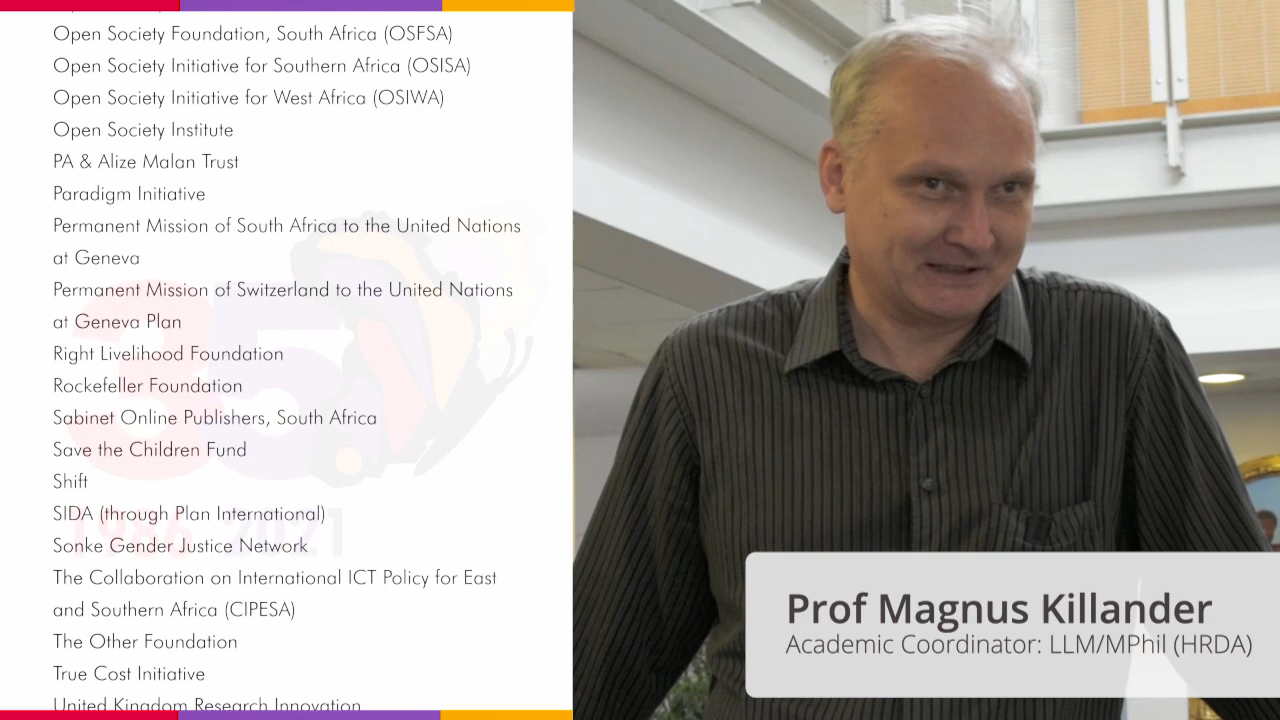 Open Society Foundation, South Africa (OSFSA)
Open Society Initiative for Southern Africa (OSISA)
Open Society Initiative for West Africa (OSIWA)
Open Society Institute
PA & Alize Malan Trust
Paradigm Initiative
Permanent Mission of South Africa to the United Nations
at Geneva
Permanent Mission of Switzerland to the United Nations
at Geneva Plan
Right Livelihood Foundation
Rockefeller Foundation
Sabinet Online Publishers, South Africa
Save the Children Fund
Shift
SIDA (through Plan International)
Sonke Gender Justice Network
The Collaboration on International ICT Policy for East
and Southern Africa (CIPESA)
The Other Foundation
True Cost Initiative
United Kingdom Research Innovation
35
1986 2021
Prof Magnus Killander
Academic Coordinator: LLM/MPhil (HRDA)